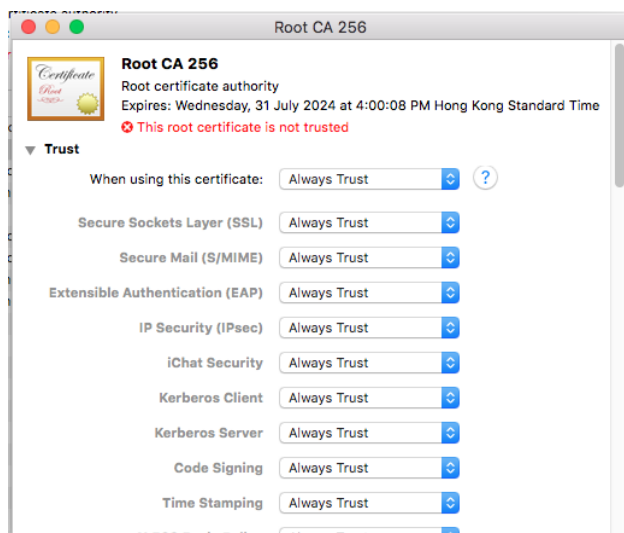 Root CA 256
Certificate
Root
Root CA 256
Root certificate authority
Expires: Wednesday, 31 July 2024 at 4:00:08 PM Hong Kong Standard Time
This root certificate is not trusted
Trust
When using this certificate: Always Trust ?
Secure Sockets Layer (SSL) Always Trust
Secure Mail (S/MIME) Always Trust
Extensible Authentication (EAP) Always Trust
IP Security (IPsec) Always Trust
iChat Security Always Trust
Kerberos Client Always Trust
Kerberos Server Always Trust
Code Signing Always Trust
Time Stamping Always Trust